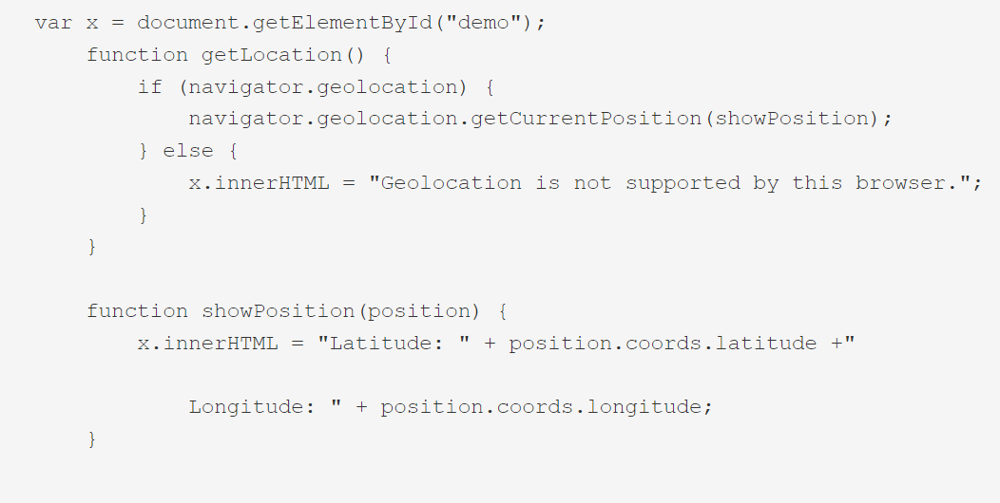 var x = document.getElementById("demo");
function getLocation() {
if (navigator.geolocation) {
navigator.geolocation.getCurrentPosition(showPosition);
} else {
x.innerHTML = "Geolocation is not supported by this browser.";
}
}
function showPosition(position) {
x.innerHTML = "Latitude: " + position.coords.latitude +"
Longitude: " + position.coords.longitude;
}